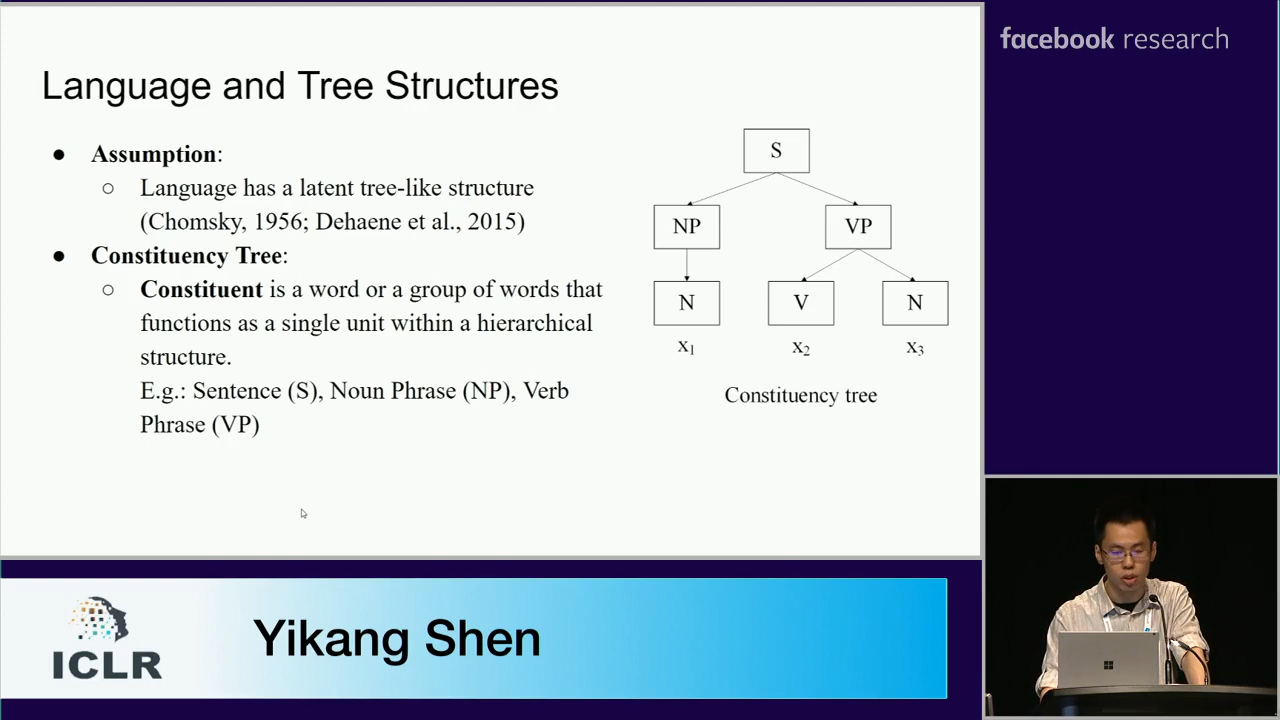 facebook research
Language and Tree Structures
● Assumption:
○ Language has a latent tree-like structure
(Chomsky, 1956; Dehaene et al., 2015)
● Constituency Tree:
○ Constituent is a word or a group of words that
functions as a single unit within a hierarchical
structure.
E.g.: Sentence (S), Noun Phrase (NP), Verb
Phrase (VP)
S
NP VP
N V N
x₁ x₂ x₃
Constituency tree
ICLR
Yikang Shen